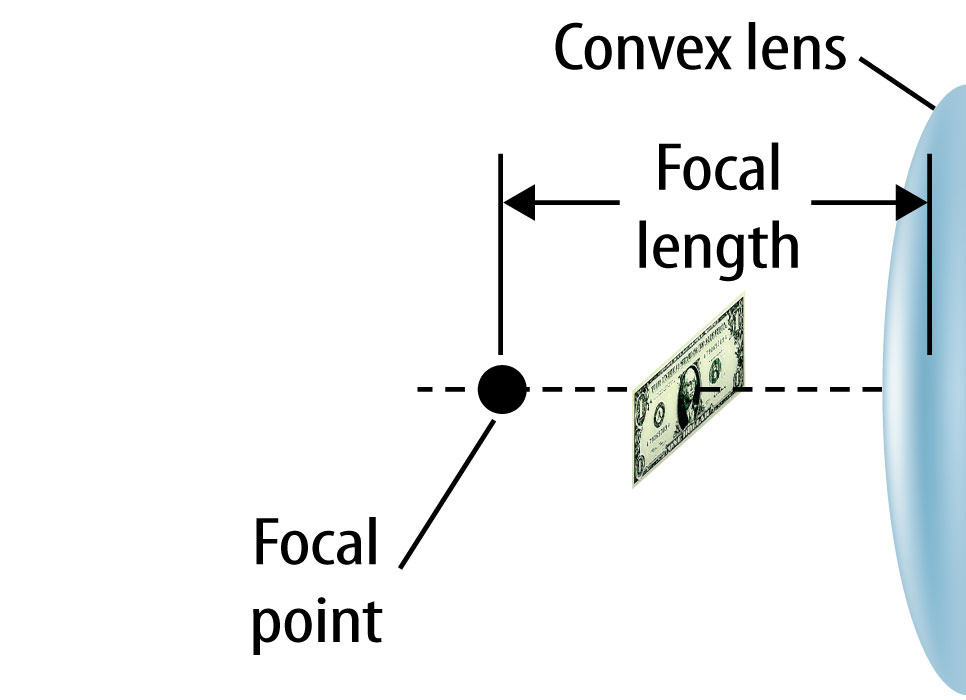 Convex lens
Focal
length
Focal
point